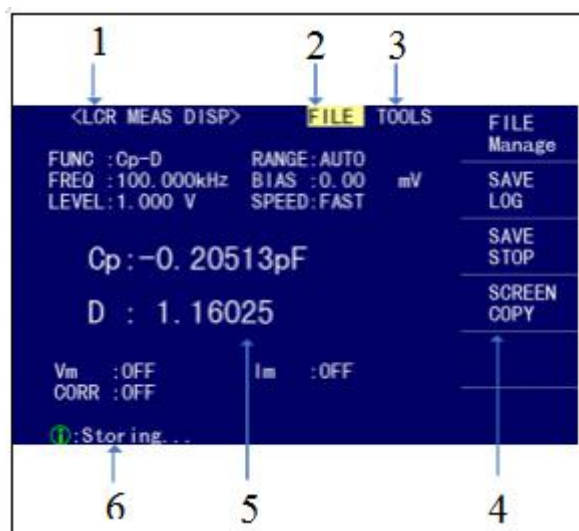 1 2 3
<LCR MEAS DISP> FILE TOOLS
FILE
Manage
FUNC :Cp-D RANGE:AUTO
FREQ :100.000kHz BIAS :0.00 mV
LEVEL:1.000 V SPEED:FAST
SAVE
LOG
SAVE
STOP
Cp:-0.20513pF
D : 1.16025
SCREEN
COPY
Vm :OFF Im :OFF
CORR :OFF
i:Storing...
6 5 4